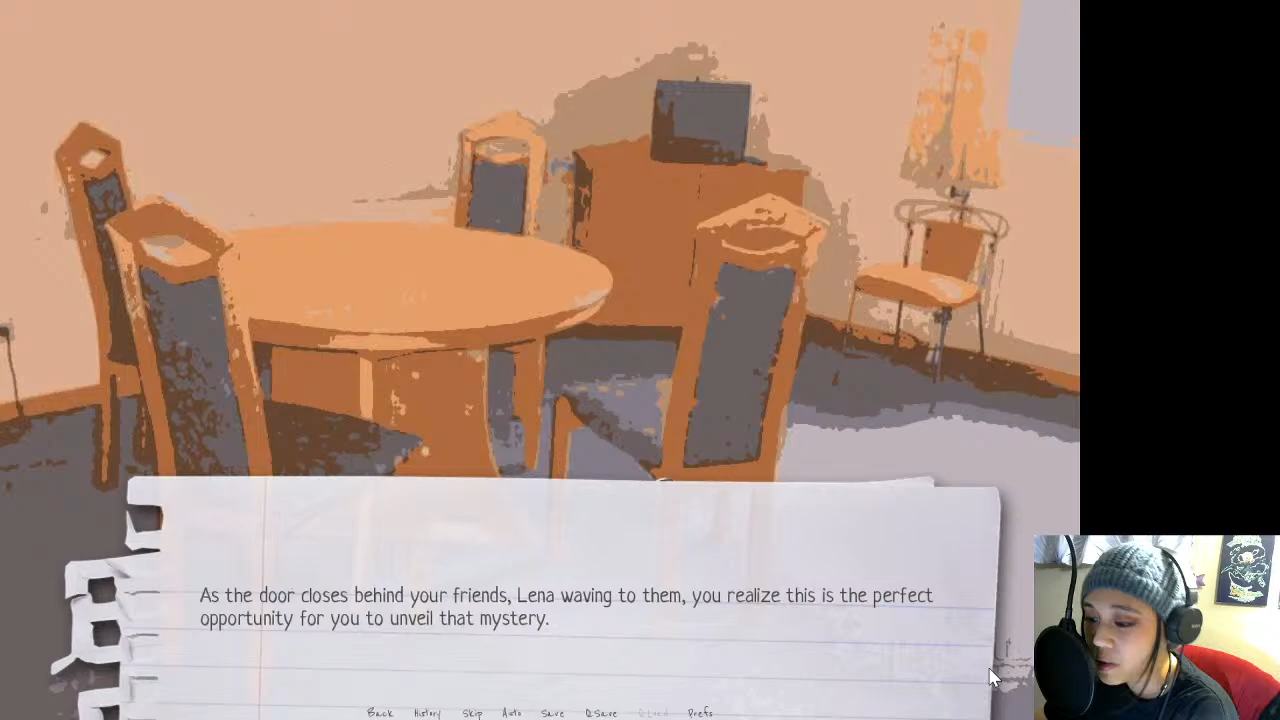 As the door closes behind your friends, Lena waving to them, you realize this is the perfect
opportunity for you to unveil that mystery.
Back History Skip Auto Save Q.Save Q.Load Prefs